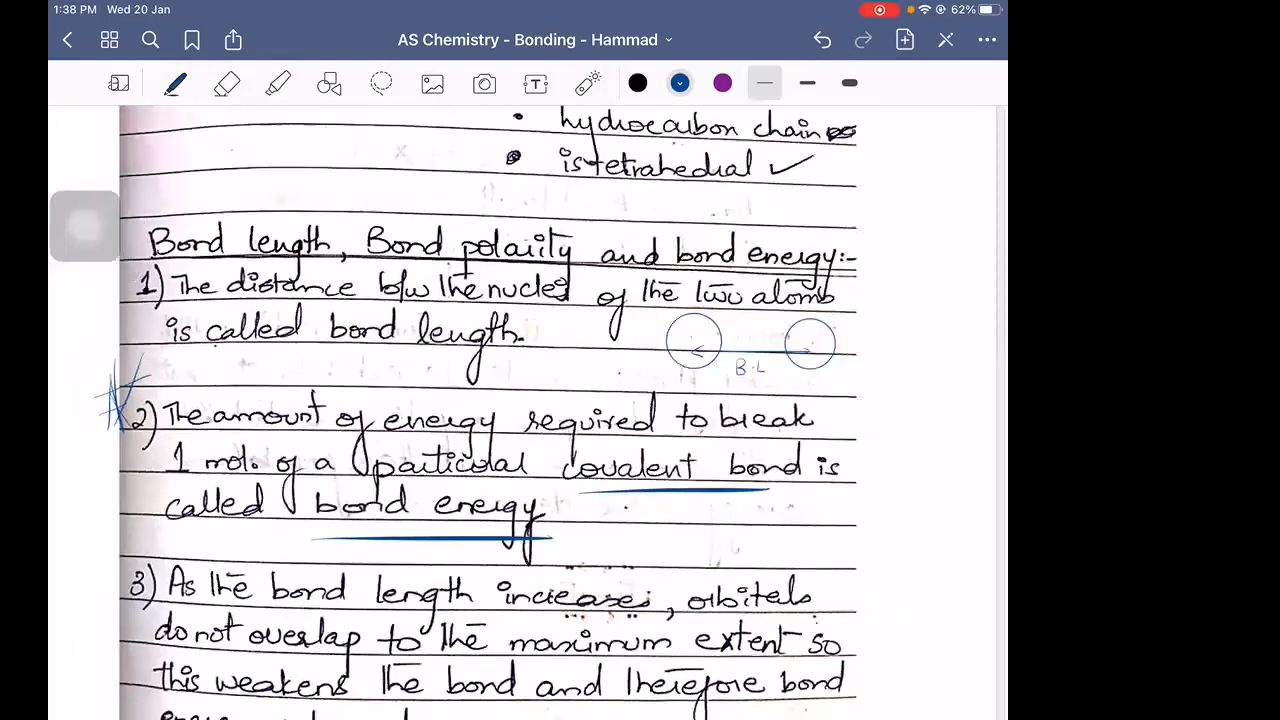 1:38 PM Wed 20 Jan
62%
AS Chemistry - Bonding - Hammad
• hydrocarbon chain
• is tetrahedral ✓
Bond length, Bond polarity and bond energy:-
1) The distance b/w the nuclei of the two atoms
is called bond length.
B.L
2) The amount of energy required to break
1 mol. of a particular covalent bond is
called bond energy
3) As the bond length increases, orbitals
do not overlap to the maximum extent so
this weakens the bond and therefore bond